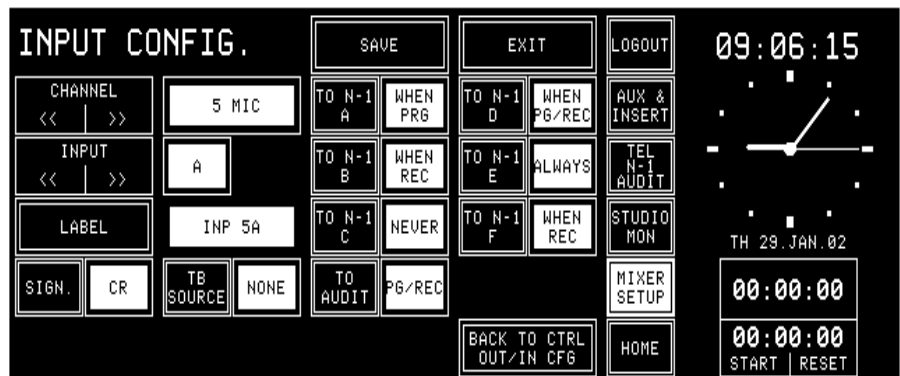 INPUT CONFIG.
SAVE
EXIT
LOGOUT
09:06:15
CHANNEL
<< | >>
5 MIC
TO N-1
A
WHEN
PRG
TO N-1
D
WHEN
PG/REC
AUX &
INSERT
INPUT
<< | >>
A
TO N-1
B
WHEN
REC
TO N-1
E
ALWAYS
TEL
N-1
AUDIT
LABEL
INP 5A
TO N-1
C
NEVER
TO N-1
F
WHEN
REC
STUDIO
MON
TH 29.JAN.02
SIGN.
CR
TB
SOURCE
NONE
TO
AUDIT
PG/REC
MIXER
SETUP
00:00:00
BACK TO CTRL
OUT/IN CFG
HOME
00:00:00
START | RESET